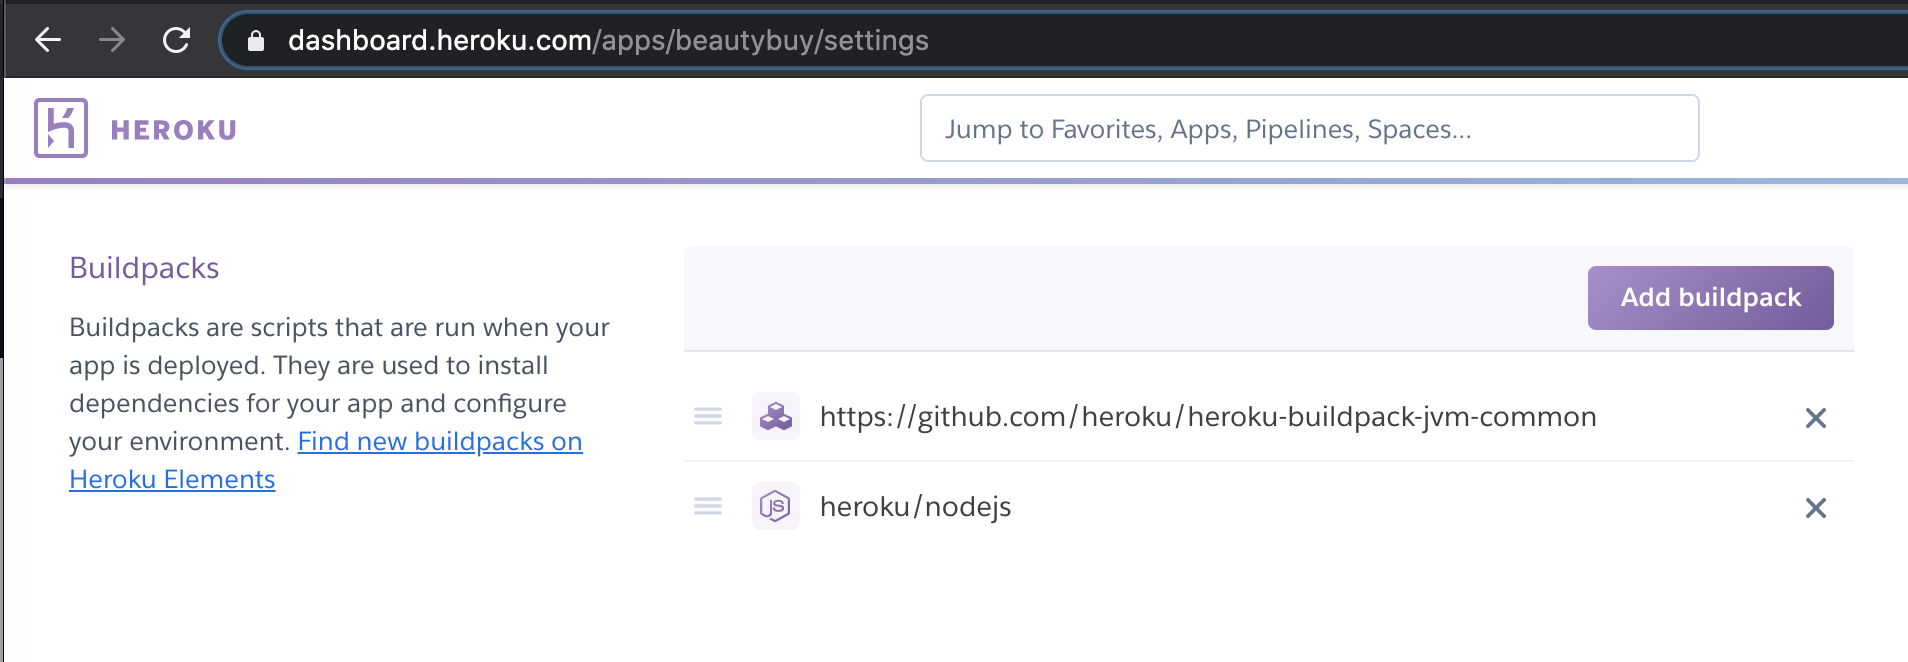 dashboard.heroku.com/apps/beautybuy/settings
HEROKU
Jump to Favorites, Apps, Pipelines, Spaces...
Buildpacks
Buildpacks are scripts that are run when your
app is deployed. They are used to install
dependencies for your app and configure
your environment. Find new buildpacks on
Heroku Elements
Add buildpack
https://github.com/heroku/heroku-buildpack-jvm-common
JS
heroku/nodejs